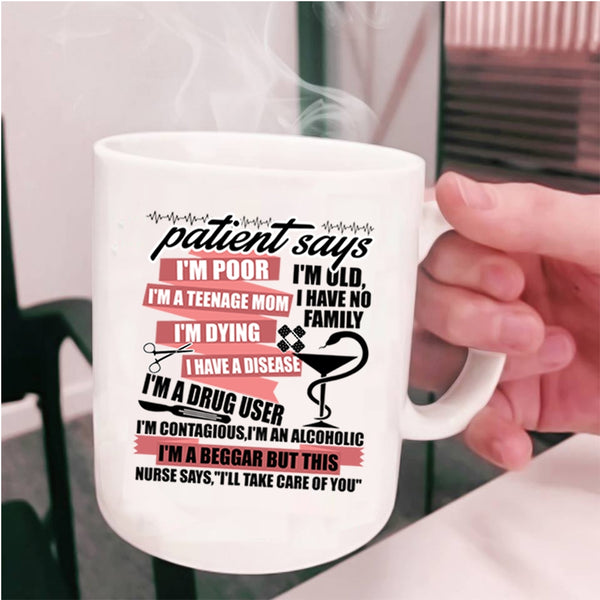 patient says
I'M POOR
I'M A TEENAGE MOM
I'M DYING
I HAVE A DISEASE
I'M OLD,
I HAVE NO
FAMILY
I'M A DRUG USER
I'M CONTAGIOUS,I'M AN ALCOHOLIC
I'M A BEGGAR BUT THIS
NURSE SAYS,"I'LL TAKE CARE OF YOU"